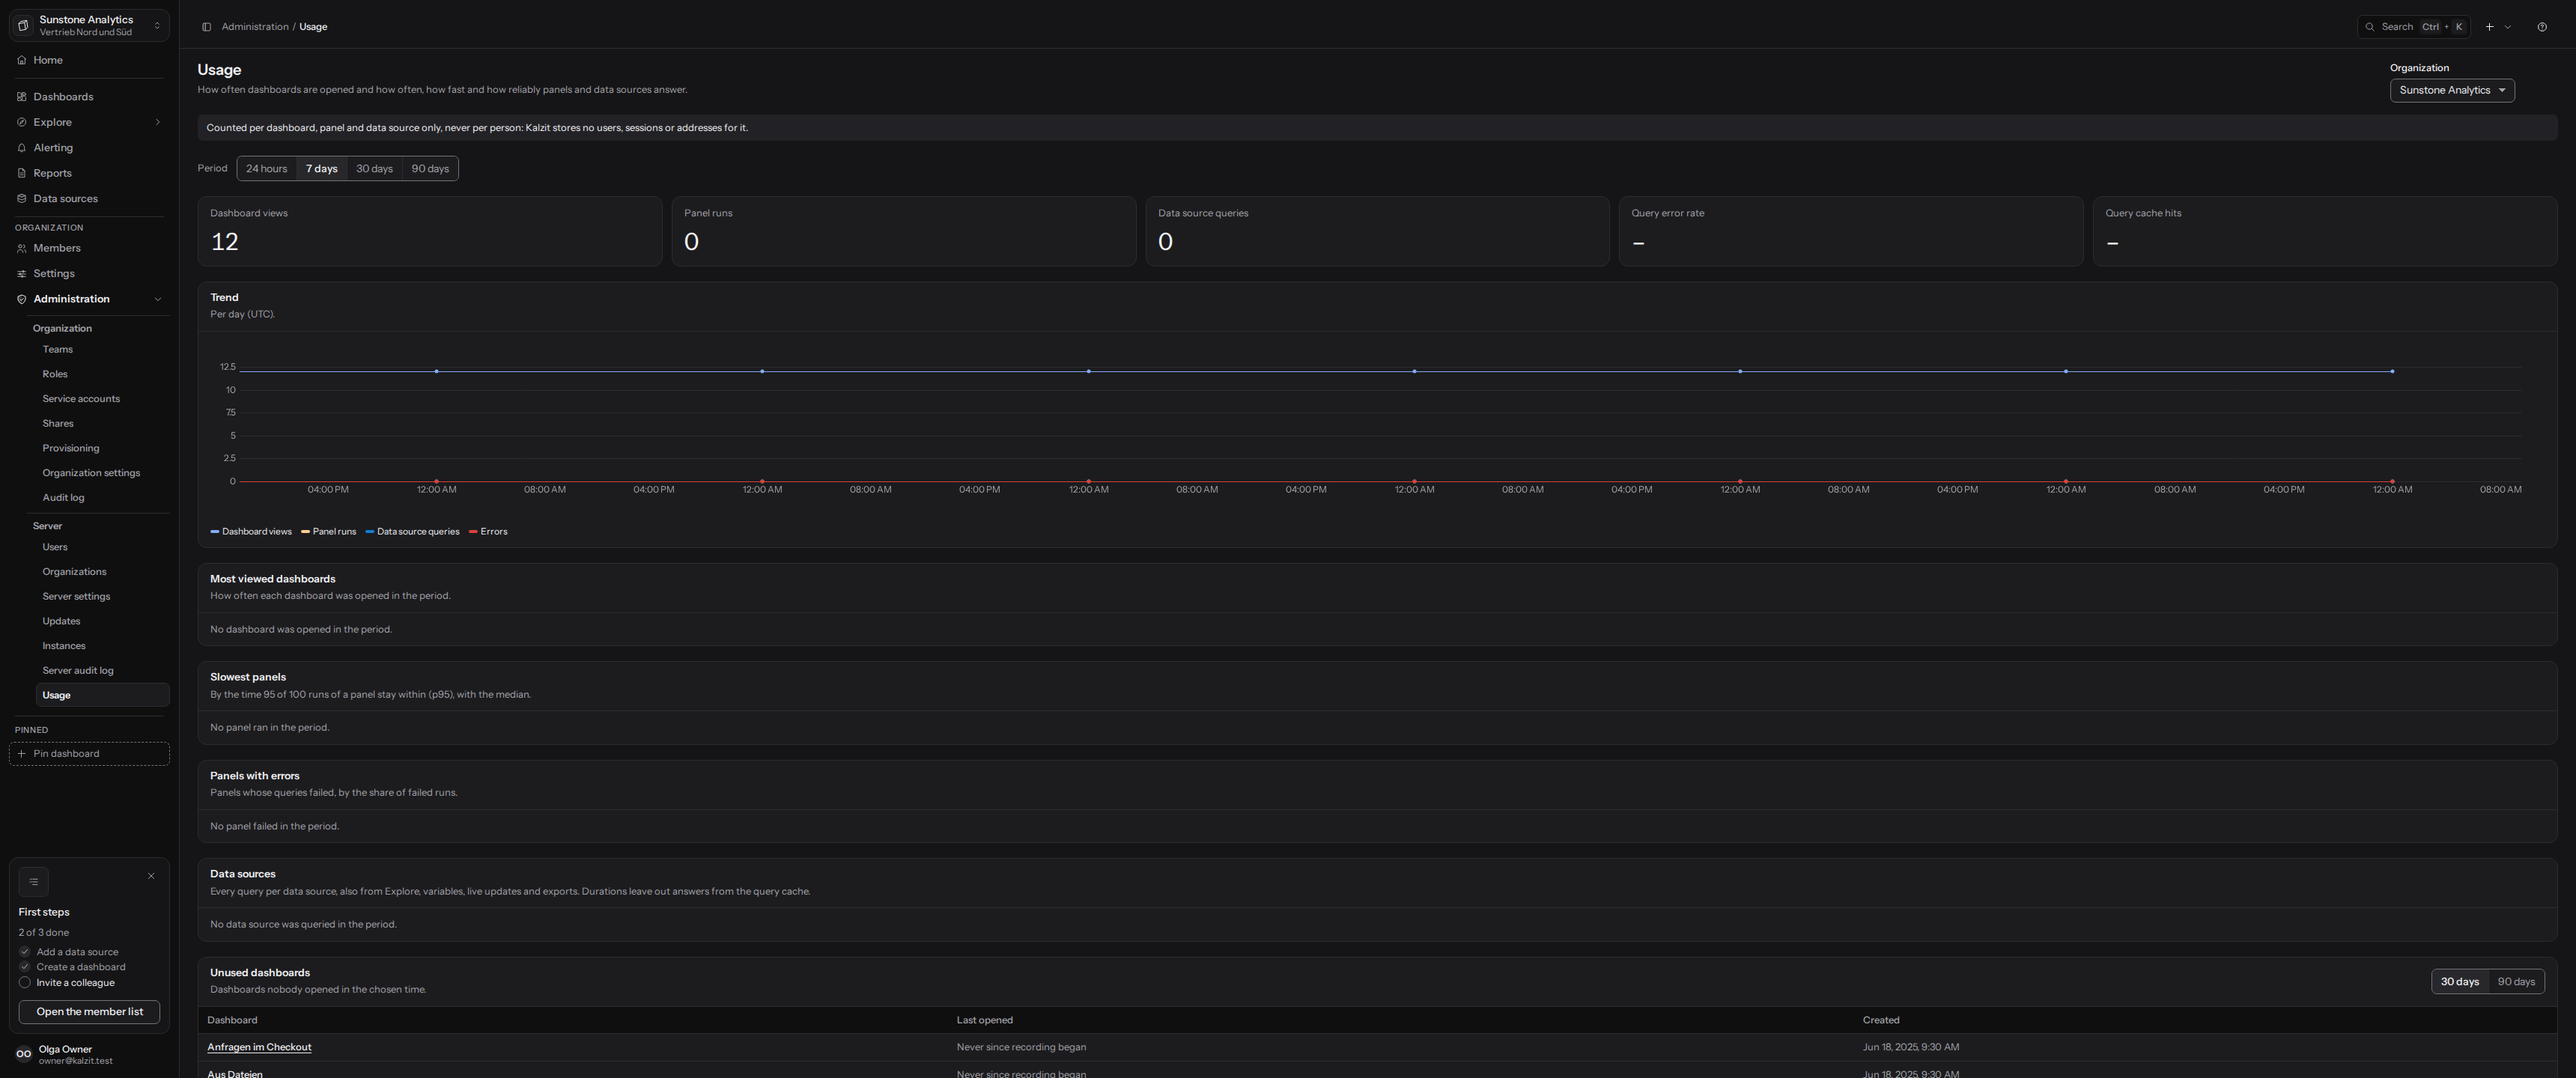 Sunstone Analytics
Vertrieb Nord und Süd
Home
Dashboards
Explore
Alerting
Reports
Data sources
ORGANIZATION
Members
Settings
Administration
Organization
Teams
Roles
Service accounts
Shares
Provisioning
Organization settings
Audit log
Server
Users
Organizations
Server settings
Updates
Instances
Server audit log
Usage
PINNED
Pin dashboard
First steps
2 of 3 done
Add a data source
Create a dashboard
Invite a colleague
Open the member list
OO
Olga Owner
owner@kalzit.test
Administration / Usage
Search Ctrl + K
Usage
How often dashboards are opened and how often, how fast and how reliably panels and data sources answer.
Organization
Sunstone Analytics
Counted per dashboard, panel and data source only, never per person: Kalzit stores no users, sessions or addresses for it.
Period 24 hours 7 days 30 days 90 days
Dashboard views
12
Panel runs
0
Data source queries
0
Query error rate
–
Query cache hits
–
Trend
Per day (UTC).
12.5
10
7.5
5
2.5
0
04:00 PM 12:00 AM 08:00 AM 04:00 PM 12:00 AM 08:00 AM 04:00 PM 12:00 AM 08:00 AM 04:00 PM 12:00 AM 08:00 AM 04:00 PM 12:00 AM 08:00 AM 04:00 PM 12:00 AM 08:00 AM 04:00 PM 12:00 AM 08:00 AM
Dashboard views Panel runs Data source queries Errors
Most viewed dashboards
How often each dashboard was opened in the period.
No dashboard was opened in the period.
Slowest panels
By the time 95 of 100 runs of a panel stay within (p95), with the median.
No panel ran in the period.
Panels with errors
Panels whose queries failed, by the share of failed runs.
No panel failed in the period.
Data sources
Every query per data source, also from Explore, variables, live updates and exports. Durations leave out answers from the query cache.
No data source was queried in the period.
Unused dashboards
Dashboards nobody opened in the chosen time.
30 days 90 days
Dashboard Last opened Created
Anfragen im Checkout Never since recording began Jun 18, 2025, 9:30 AM
Aus Dateien Never since recording began Jun 18, 2025, 9:30 AM